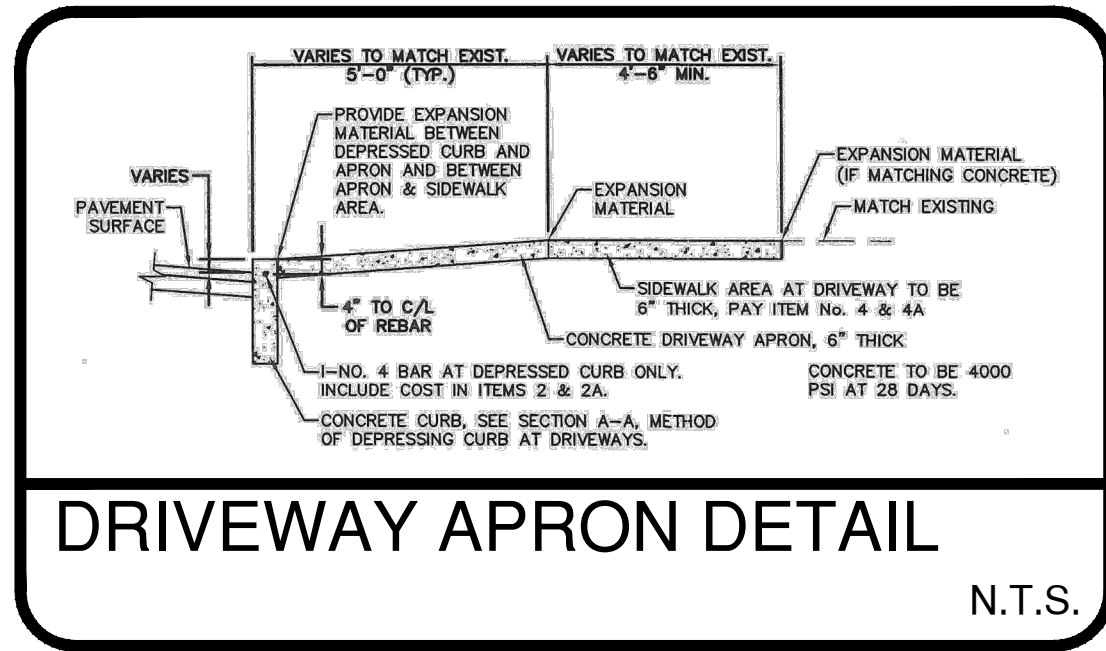 VARIES TO MATCH EXIST.
5'-0" (TYP.)
VARIES TO MATCH EXIST.
4'-6" MIN.
PROVIDE EXPANSION
MATERIAL BETWEEN
DEPRESSED CURB AND
APRON AND BETWEEN
APRON & SIDEWALK
AREA.
VARIES
PAVEMENT
SURFACE
EXPANSION
MATERIAL
EXPANSION MATERIAL
(IF MATCHING CONCRETE)
MATCH EXISTING
4" TO C/L
OF REBAR
SIDEWALK AREA AT DRIVEWAY TO BE
6" THICK, PAY ITEM No. 4 & 4A
CONCRETE DRIVEWAY APRON, 6" THICK
1-NO. 4 BAR AT DEPRESSED CURB ONLY.
INCLUDE COST IN ITEMS 2 & 2A.
CONCRETE TO BE 4000
PSI AT 28 DAYS.
CONCRETE CURB, SEE SECTION A-A, METHOD
OF DEPRESSING CURB AT DRIVEWAYS.
DRIVEWAY APRON DETAIL
N.T.S.